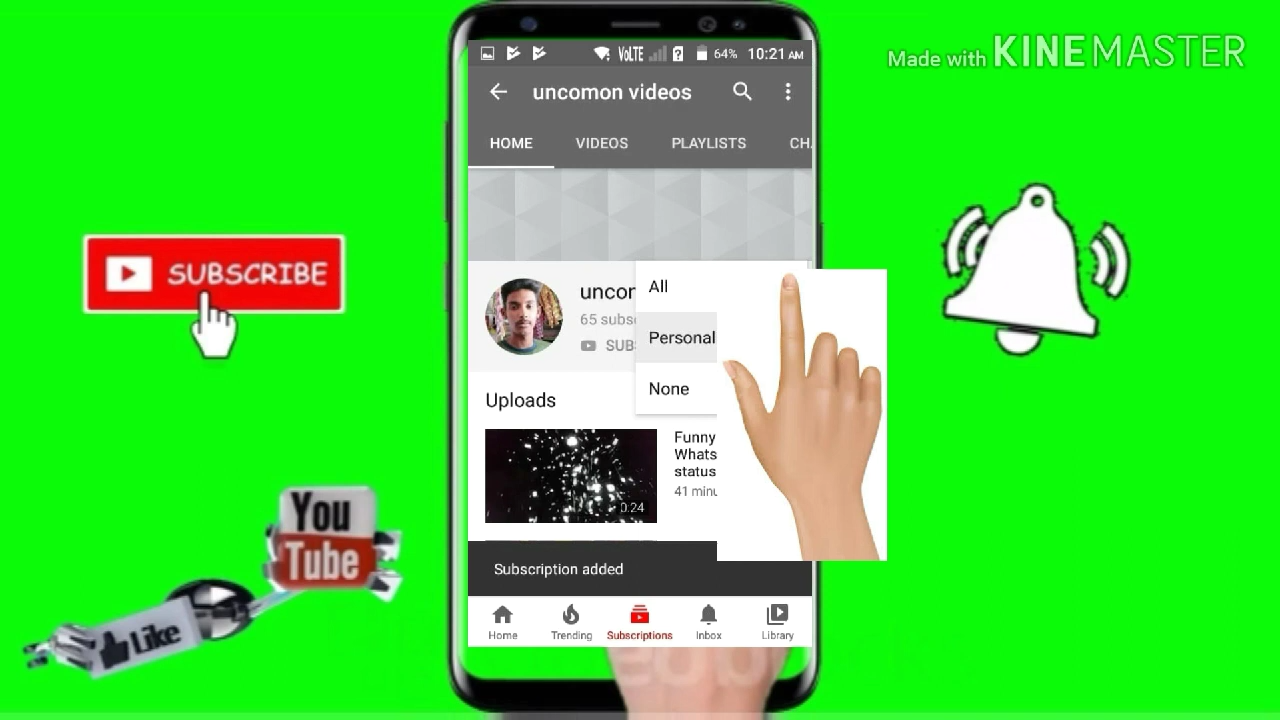 Made with KINEMASTER
VoLTE 64% 10:21 AM
uncomon videos
HOME VIDEOS PLAYLISTS CHA
SUBSCRIBE
All
uncor
65 subs
Personal
SUB
None
Uploads
Funny
Whats
status
41 minu
0:24
You
Tube
Subscription added
Like
Home Trending Subscriptions Inbox Library